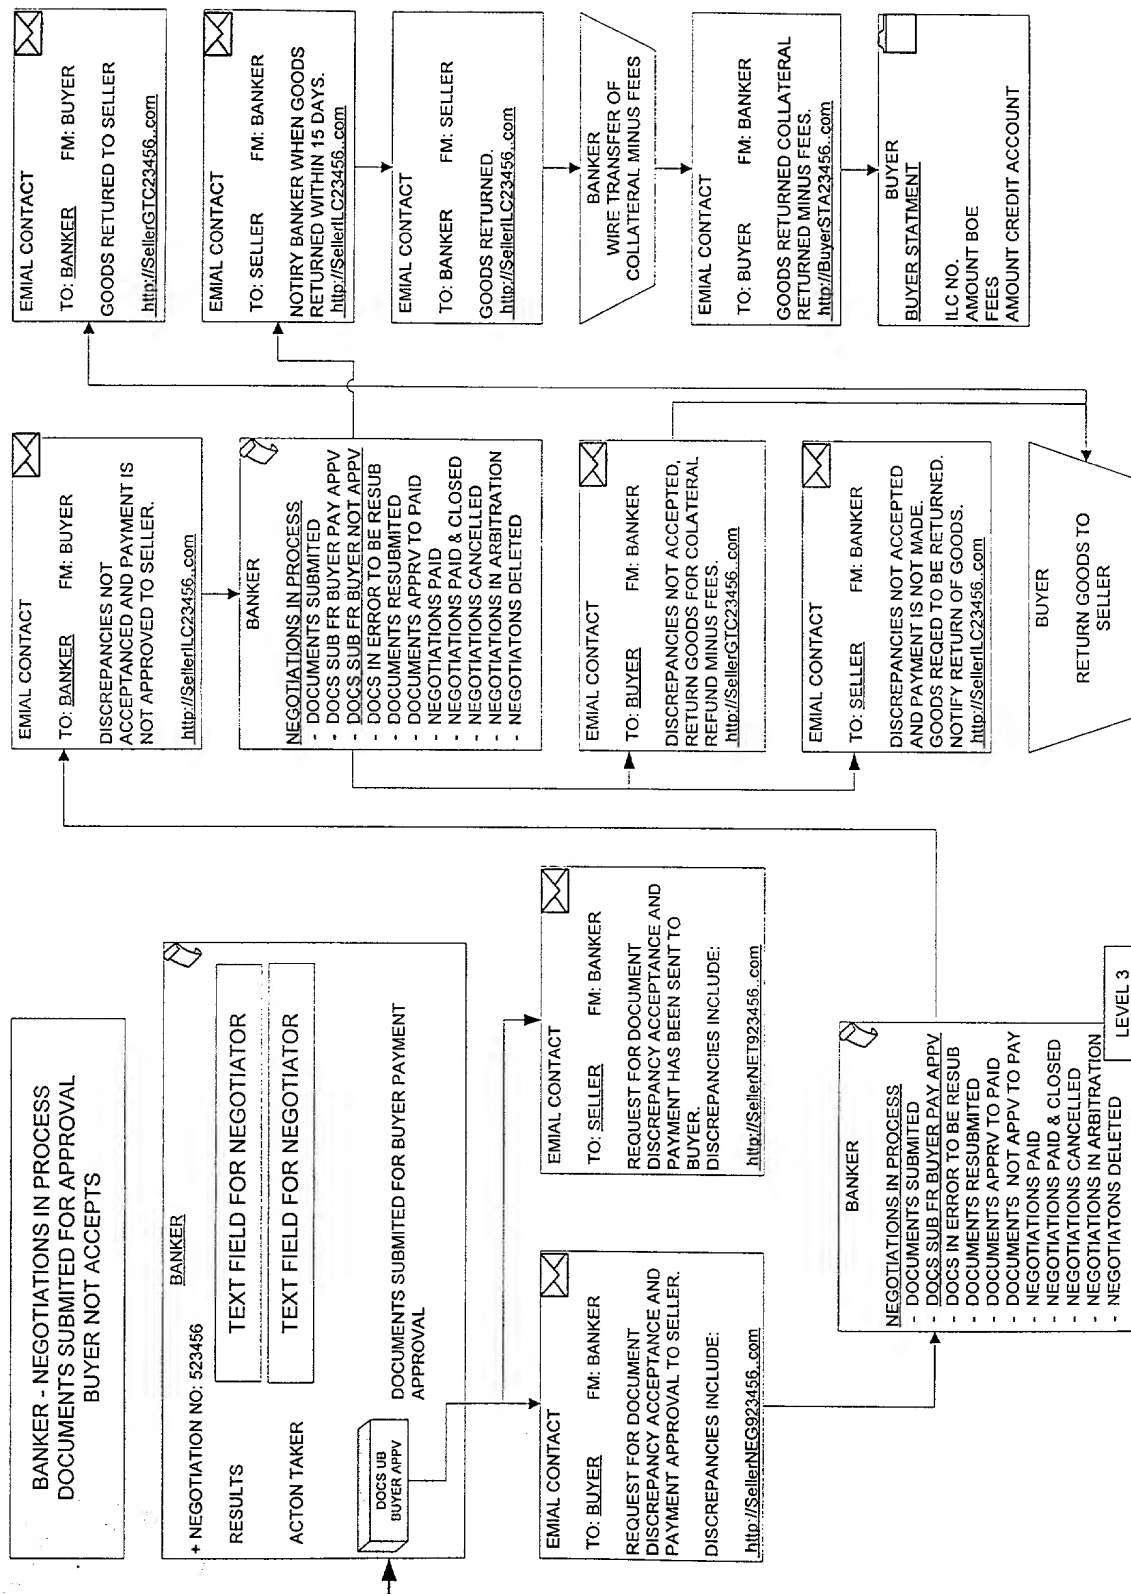 BANKER - NEGOTIATIONS IN PROCESS
DOCUMENTS SUBMITTED FOR APPROVAL
BUYER NOT ACCEPTS
BANKER
+ NEGOTIATION NO: 523456
RESULTS
TEXT FIELD FOR NEGOTIATOR
ACTON TAKER
TEXT FIELD FOR NEGOTIATOR
DOCS UB
BUYER APPV
DOCUMENTS SUBMITED FOR BUYER PAYMENT
APPROVAL
EMIAL CONTACT
TO: BUYER FM: BANKER
REQUEST FOR DOCUMENT
DISCREPANCY ACCEPTANCE AND
PAYMENT APPROVAL TO SELLER.
DISCREPANCIES INCLUDE:
http://SellerNEG923456..com
EMIAL CONTACT
TO: SELLER FM: BANKER
REQUEST FOR DOCUMENT
DISCREPANCY ACCEPTANCE AND
PAYMENT HAS BEEN SENT TO
BUYER.
DISCREPANCIES INCLUDE:
http://SellerNET923456..com
BANKER
NEGOTIATIONS IN PROCESS
- DOCUMENTS SUBMITTED
- DOCS SUB FR BUYER PAY APPV
- DOCS IN ERROR TO BE RESUB
- DOCUMENTS RESUBMITTED
- DOCUMENTS APPRV TO PAID
- DOCUMENTS NOT APPV TO PAY
- NEGOTIATIONS PAID
- NEGOTIATIONS PAID & CLOSED
- NEGOTIATIONS CANCELLED
- NEGOTIATIONS IN ARBITRATION
- NEGOTIATONS DELETED
LEVEL 3
EMIAL CONTACT
TO: BANKER FM: BUYER
DISCREPANCIES NOT
ACCEPTANCED AND PAYMENT IS
NOT APPROVED TO SELLER.
http://SellerILC23456..com
BANKER
NEGOTIATIONS IN PROCESS
- DOCUMENTS SUBMITED
- DOCS SUB FR BUYER PAY APPV
- DOCS SUB FR BUYER NOT APPV
- DOCS IN ERROR TO BE RESUB
- DOCUMENTS RESUBMITED
- DOCUMENTS APPRV TO PAID
- NEGOTIATIONS PAID
- NEGOTIATIONS PAID & CLOSED
- NEGOTIATIONS CANCELLED
- NEGOTIATIONS IN ARBITRATION
- NEGOTIATONS DELETED
EMIAL CONTACT
TO: BUYER FM: BANKER
DISCREPANCIES NOT ACCEPTED,
RETURN GOODS FOR COLATERAL
REFUND MINUS FEES.
http://SellerGTC23456..com
EMIAL CONTACT
TO: SELLER FM: BANKER
DISCREPANCIES NOT ACCEPTED
AND PAYMENT IS NOT MADE.
GOODS REQED TO BE RETURNED.
NOTIFY RETURN OF GOODS.
http://SellerILC23456..com
BUYER
RETURN GOODS TO
SELLER
EMIAL CONTACT
TO: BANKER FM: BUYER
GOODS RETURED TO SELLER
http://SellerGTC23456..com
EMIAL CONTACT
TO: SELLER FM: BANKER
NOTIRY BANKER WHEN GOODS
RETURNED WITHIN 15 DAYS.
http://SellerILC23456..com
EMIAL CONTACT
TO: BANKER FM: SELLER
GOODS RETURNED.
http://SellerILC23456..com
BANKER
WIRE TRANSFER OF
COLLATERAL MINUS FEES
EMIAL CONTACT
TO: BUYER FM: BANKER
GOODS RETURNED COLLATERAL
RETURNED MINUS FEES.
http://BuyerSTA23456..com
BUYER
BUYER STATMENT
ILC NO.
AMOUNT BOE
FEES
AMOUNT CREDIT ACCOUNT